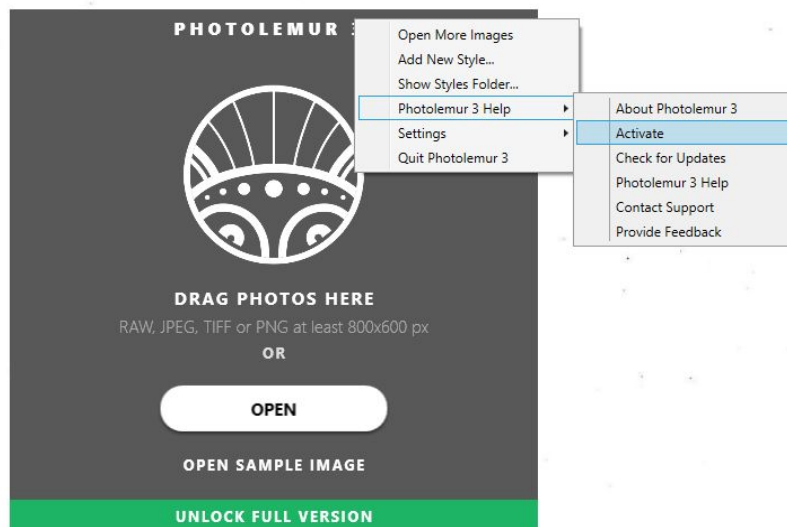 PHOTOLEMUR 3
Open More Images
Add New Style...
Show Styles Folder...
Photolemur 3 Help
Settings
Quit Photolemur 3
About Photolemur 3
Activate
Check for Updates
Photolemur 3 Help
Contact Support
Provide Feedback
DRAG PHOTOS HERE
RAW, JPEG, TIFF or PNG at least 800x600 px
OR
OPEN
OPEN SAMPLE IMAGE
UNLOCK FULL VERSION